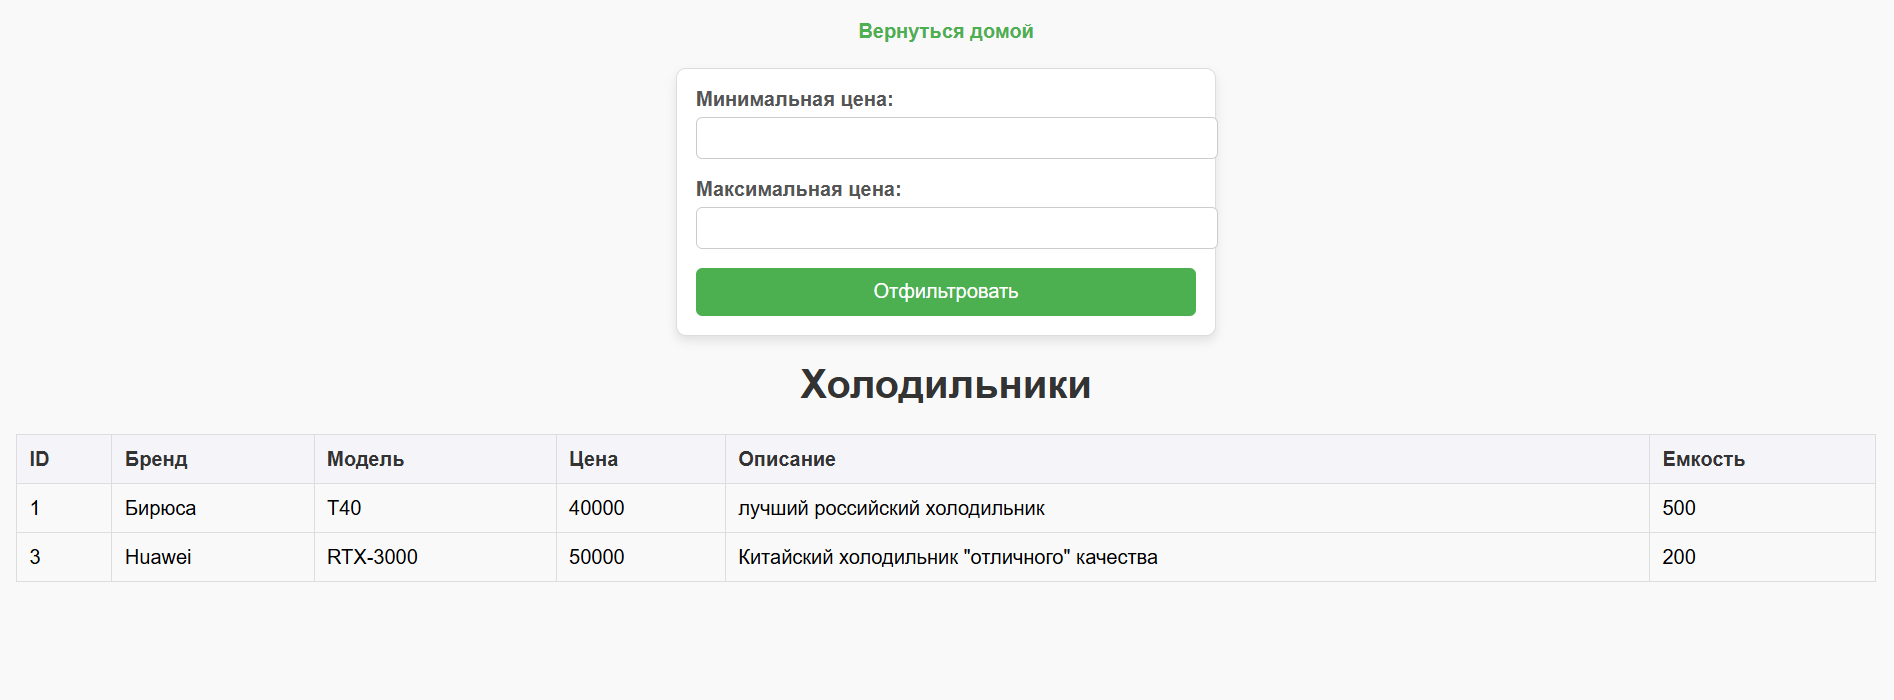 Вернуться домой
Минимальная цена:
Максимальная цена:
Отфильтровать
Холодильники
ID Бренд Модель Цена Описание Емкость
1 Бирюса T40 40000 лучший российский холодильник 500
3 Huawei RTX-3000 50000 Китайский холодильник "отличного" качества 200